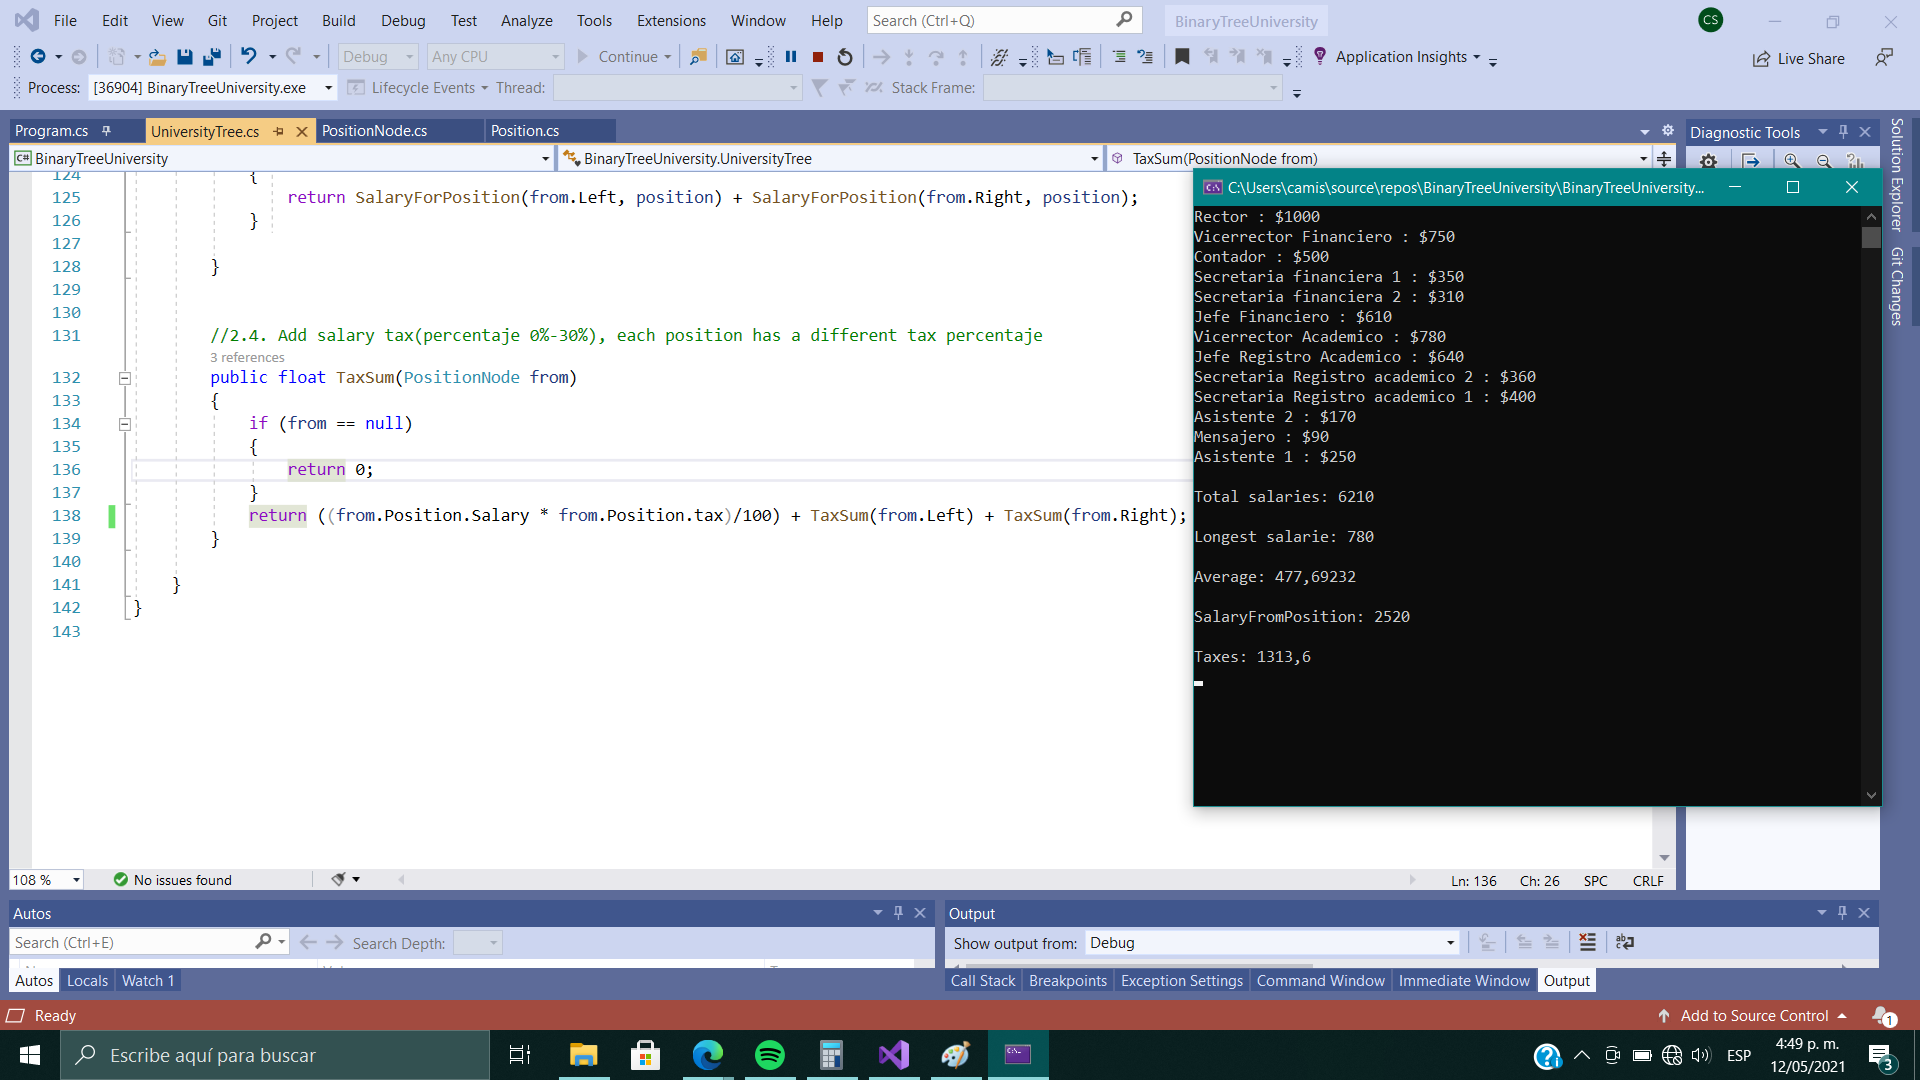 File Edit View Git Project Build Debug Test Analyze Tools Extensions Window Help Search (Ctrl+Q) BinaryTreeUniversity CS
Debug Any CPU Continue Application Insights Live Share
Process: [36904] BinaryTreeUniversity.exe Lifecycle Events Thread: Stack Frame:
Program.cs UniversityTree.cs PositionNode.cs Position.cs
Diagnostic Tools
C# BinaryTreeUniversity BinaryTreeUniversity.UniversityTree TaxSum(PositionNode from)
Solution Explorer
Git Changes
124 {
125 return SalaryForPosition(from.Left, position) + SalaryForPosition(from.Right, position);
126 }
127
128 }
129
130
131 //2.4. Add salary tax(percentaje 0%-30%), each position has a different tax percentaje
3 references
132 public float TaxSum(PositionNode from)
133 {
134 if (from == null)
135 {
136 return 0;
137 }
138 return ((from.Position.Salary * from.Position.tax)/100) + TaxSum(from.Left) + TaxSum(from.Right);
139 }
140
141 }
142 }
143
C:\Users\camis\source\repos\BinaryTreeUniversity\BinaryTreeUniversity...
Rector : $1000
Vicerrector Financiero : $750
Contador : $500
Secretaria financiera 1 : $350
Secretaria financiera 2 : $310
Jefe Financiero : $610
Vicerrector Academico : $780
Jefe Registro Academico : $640
Secretaria Registro academico 2 : $360
Secretaria Registro academico 1 : $400
Asistente 2 : $170
Mensajero : $90
Asistente 1 : $250
Total salaries: 6210
Longest salarie: 780
Average: 477,69232
SalaryFromPosition: 2520
Taxes: 1313,6
108 % No issues found Ln: 136 Ch: 26 SPC CRLF
Autos
Search (Ctrl+E) Search Depth:
Autos Locals Watch 1
Output
Show output from: Debug
Call Stack Breakpoints Exception Settings Command Window Immediate Window Output
Ready Add to Source Control 1
Escribe aquí para buscar
ESP
4:49 p. m.
12/05/2021
3